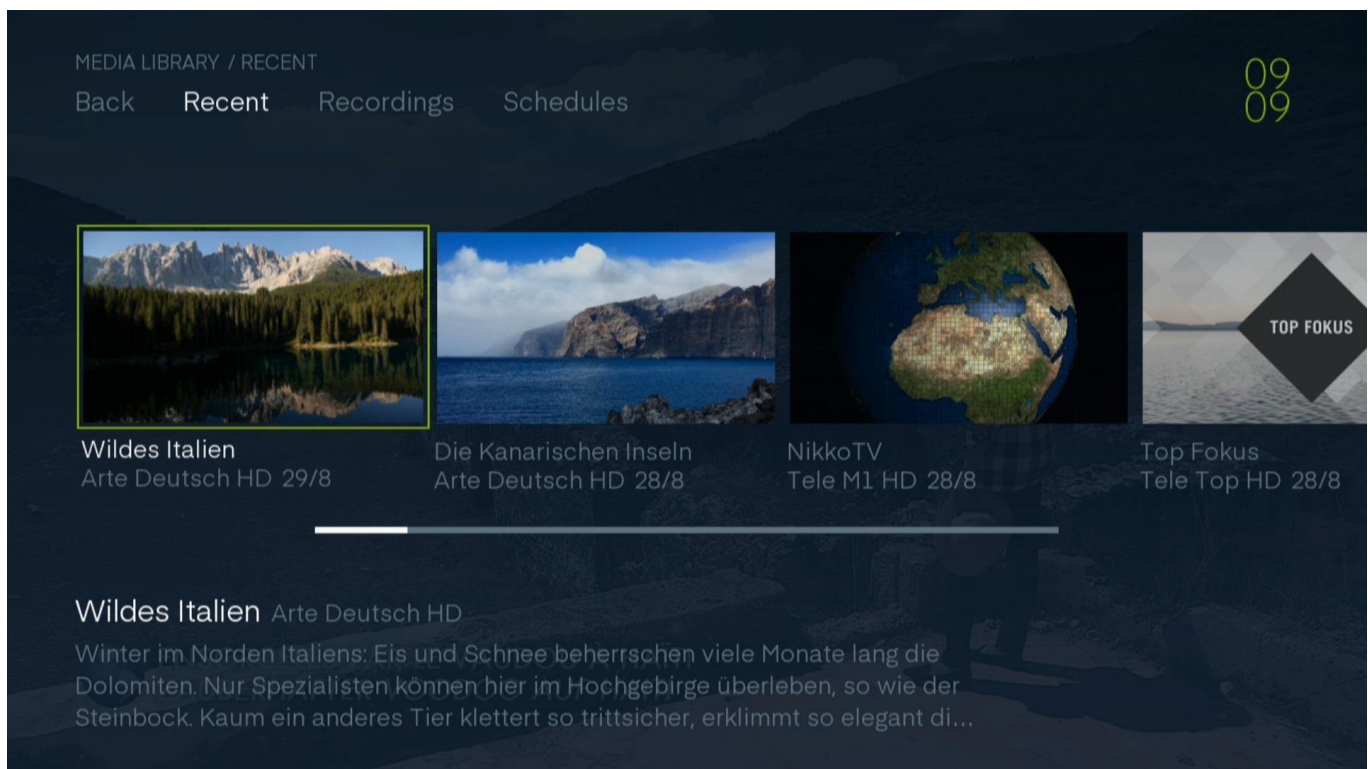 MEDIA LIBRARY / RECENT
Back Recent Recordings Schedules
09
09
TOP FOKUS
Wildes Italien
Arte Deutsch HD 29/8
Die Kanarischen Inseln
Arte Deutsch HD 28/8
NikkoTV
Tele M1 HD 28/8
Top Fokus
Tele Top HD 28/8
Wildes Italien Arte Deutsch HD
Winter im Norden Italiens: Eis und Schnee beherrschen viele Monate lang die
Dolomiten. Nur Spezialisten können hier im Hochgebirge überleben, so wie der
Steinbock. Kaum ein anderes Tier klettert so trittsicher, erklimmt so elegant di...